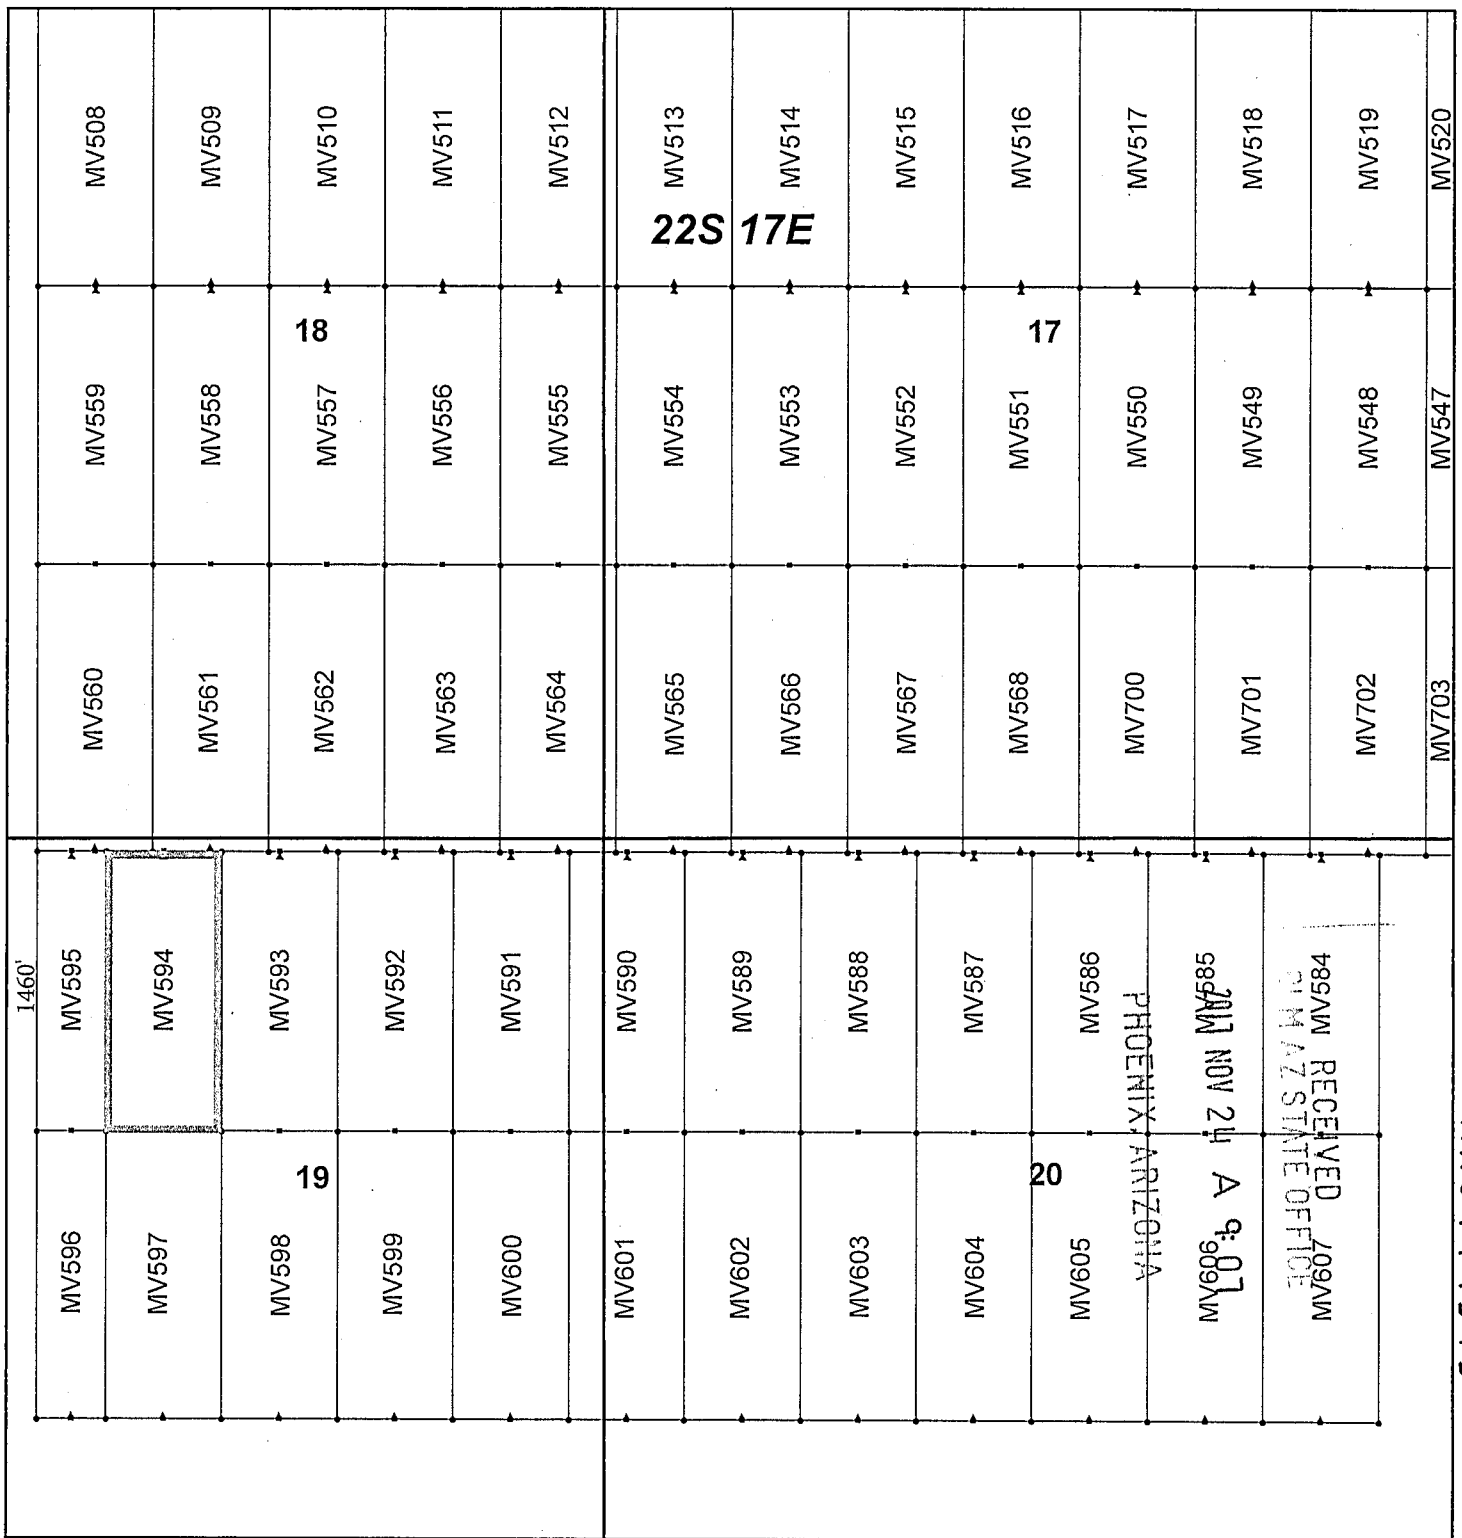 MV508 MV509 MV510 MV511 MV512 MV513 MV514 MV515 MV516 MV517 MV518 MV519 MV520
22S 17E
18 17
MV559 MV558 MV557 MV556 MV555 MV554 MV553 MV552 MV551 MV550 MV549 MV548 MV547
MV560 MV561 MV562 MV563 MV564 MV565 MV566 MV567 MV568 MV700 MV701 MV702 MV703
1460'
MV595 MV594 MV593 MV592 MV591 MV590 MV589 MV588 MV587 MV586 MV585 MV584
19 20
MV596 MV597 MV598 MV599 MV600 MV601 MV602 MV603 MV604 MV605 MV606 MV607
RECEIVED
BLM AZ STATE OFFICE
NOV 24 A 9:07
PHOENIX, ARIZONA